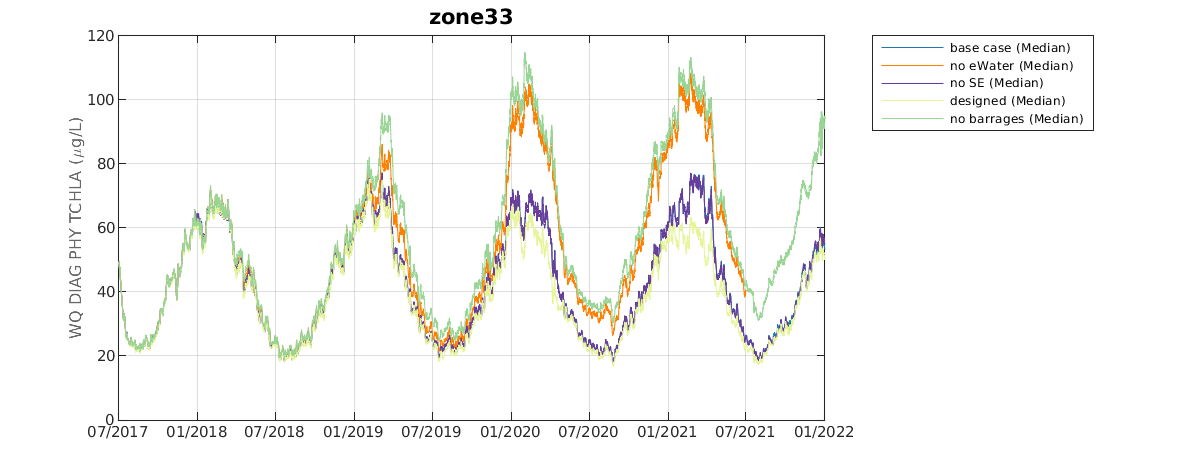 zone33
WQ DIAG PHY TCHLA (μg/L)
120
100
80
60
40
20
0
07/2017 01/2018 07/2018 01/2019 07/2019 01/2020 07/2020 01/2021 07/2021 01/2022
base case (Median)
no eWater (Median)
no SE (Median)
designed (Median)
no barrages (Median)